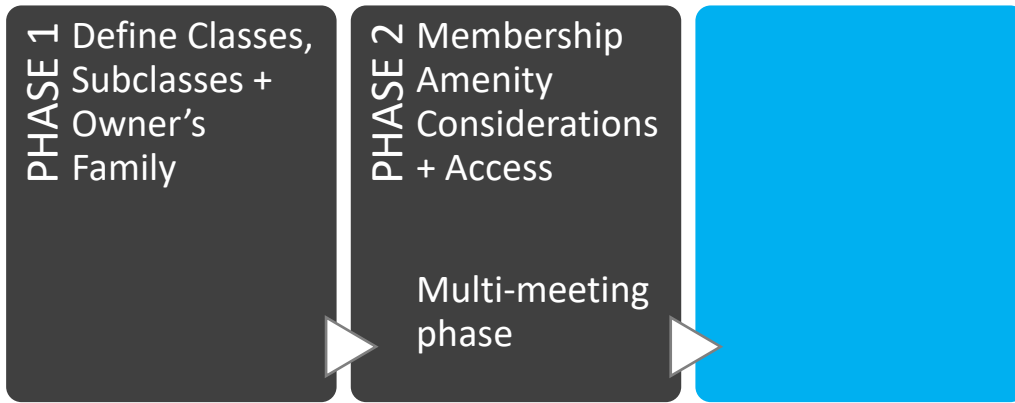 PHASE 1
Define Classes,
Subclasses +
Owner's
Family
PHASE 2
Membership
Amenity
Considerations
+ Access
Multi-meeting
phase